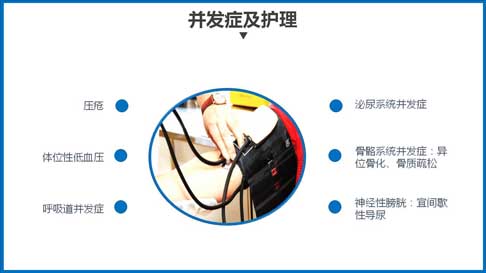 并发症及护理
压疮
体位性低血压
呼吸道并发症
泌尿系统并发症
骨骼系统并发症：异
位骨化、骨质疏松
神经性膀胱：宜间歇
性导尿